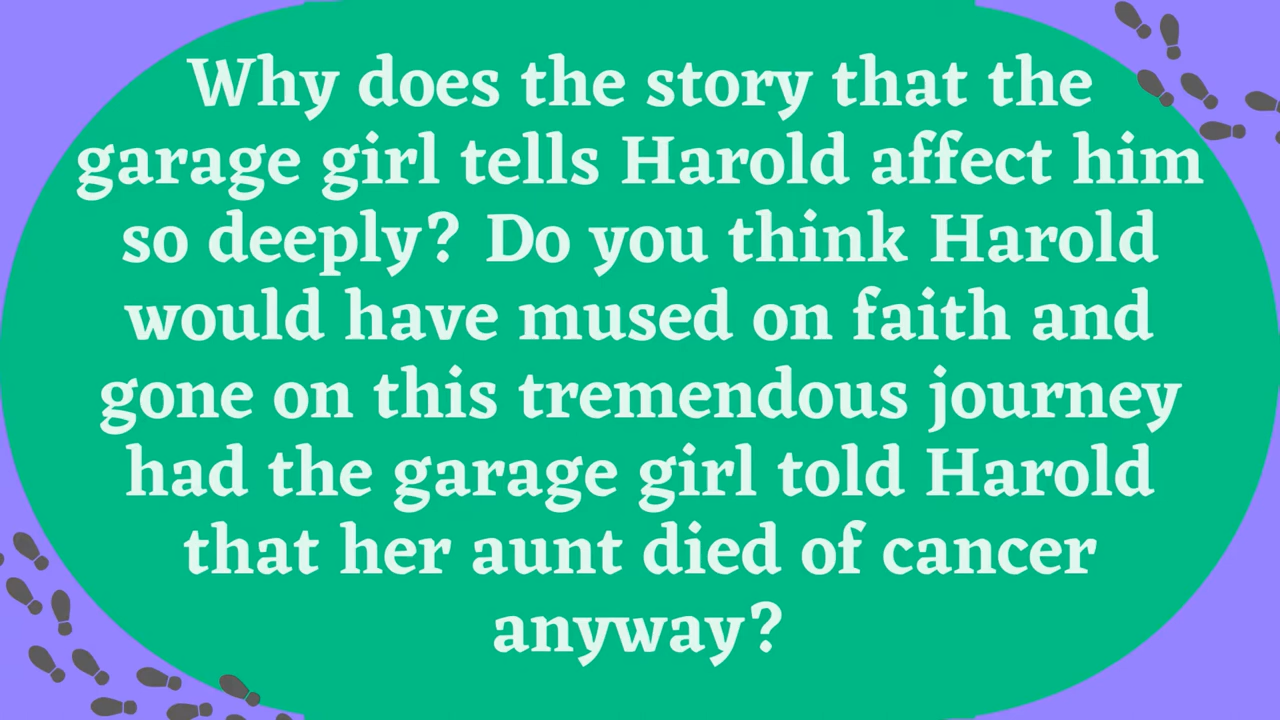 Why does the story that the
garage girl tells Harold affect him
so deeply? Do you think Harold
would have mused on faith and
gone on this tremendous journey
had the garage girl told Harold
that her aunt died of cancer
anyway?